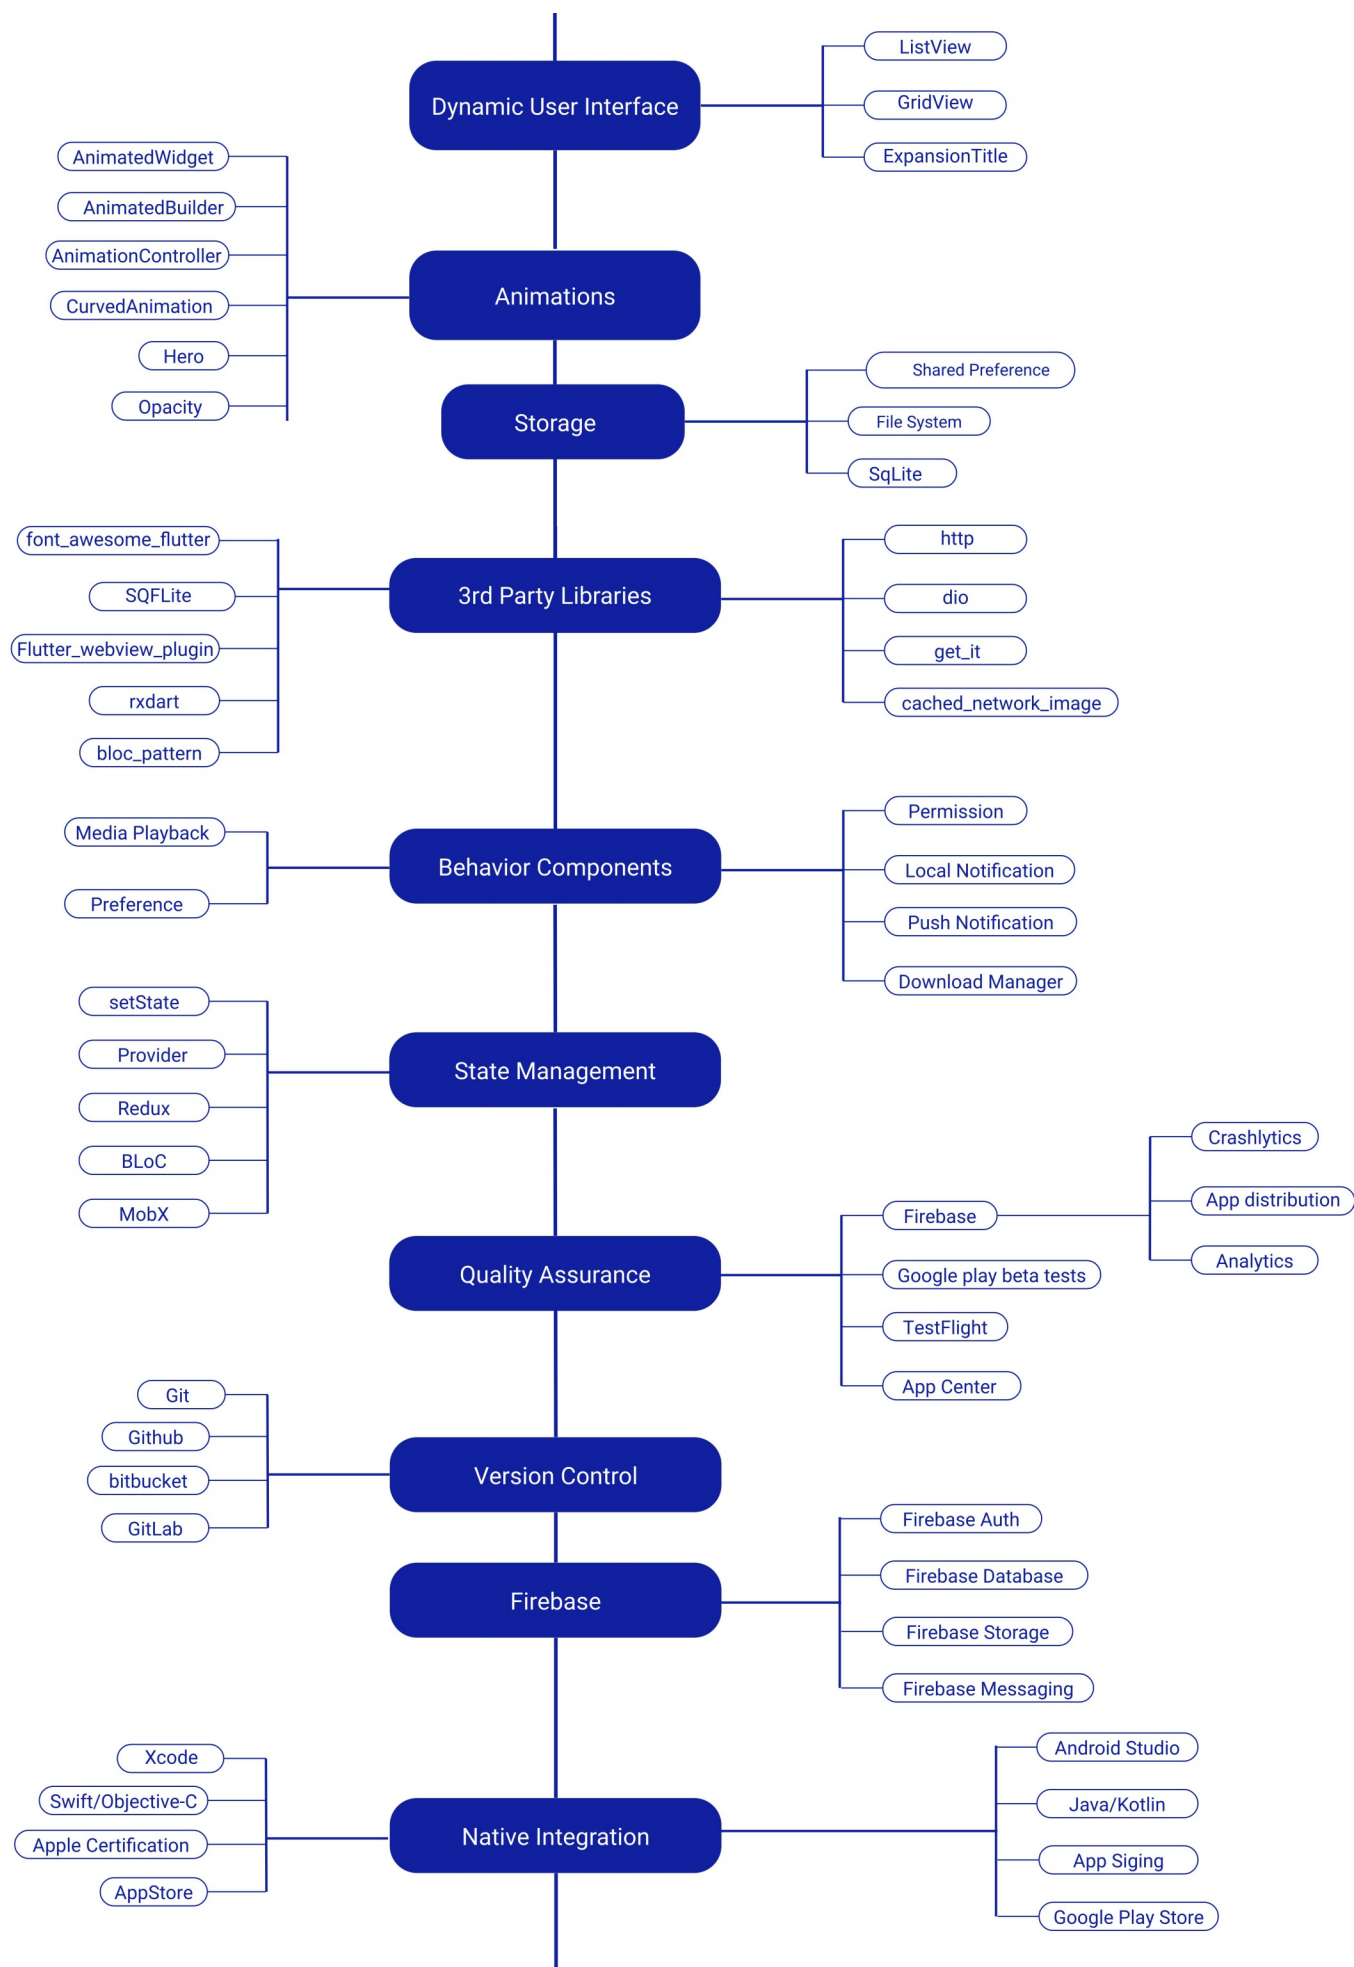 Dynamic User Interface
ListView
GridView
ExpansionTitle
Animations
AnimatedWidget
AnimatedBuilder
AnimationController
CurvedAnimation
Hero
Opacity
Storage
Shared Preference
File System
SqLite
3rd Party Libraries
font_awesome_flutter
SQFLite
Flutter_webview_plugin
rxdart
bloc_pattern
http
dio
get_it
cached_network_image
Behavior Components
Media Playback
Preference
Permission
Local Notification
Push Notification
Download Manager
State Management
setState
Provider
Redux
BLoC
MobX
Quality Assurance
Firebase
Crashlytics
App distribution
Analytics
Google play beta tests
TestFlight
App Center
Version Control
Git
Github
bitbucket
GitLab
Firebase
Firebase Auth
Firebase Database
Firebase Storage
Firebase Messaging
Native Integration
Xcode
Swift/Objective-C
Apple Certification
AppStore
Android Studio
Java/Kotlin
App Siging
Google Play Store